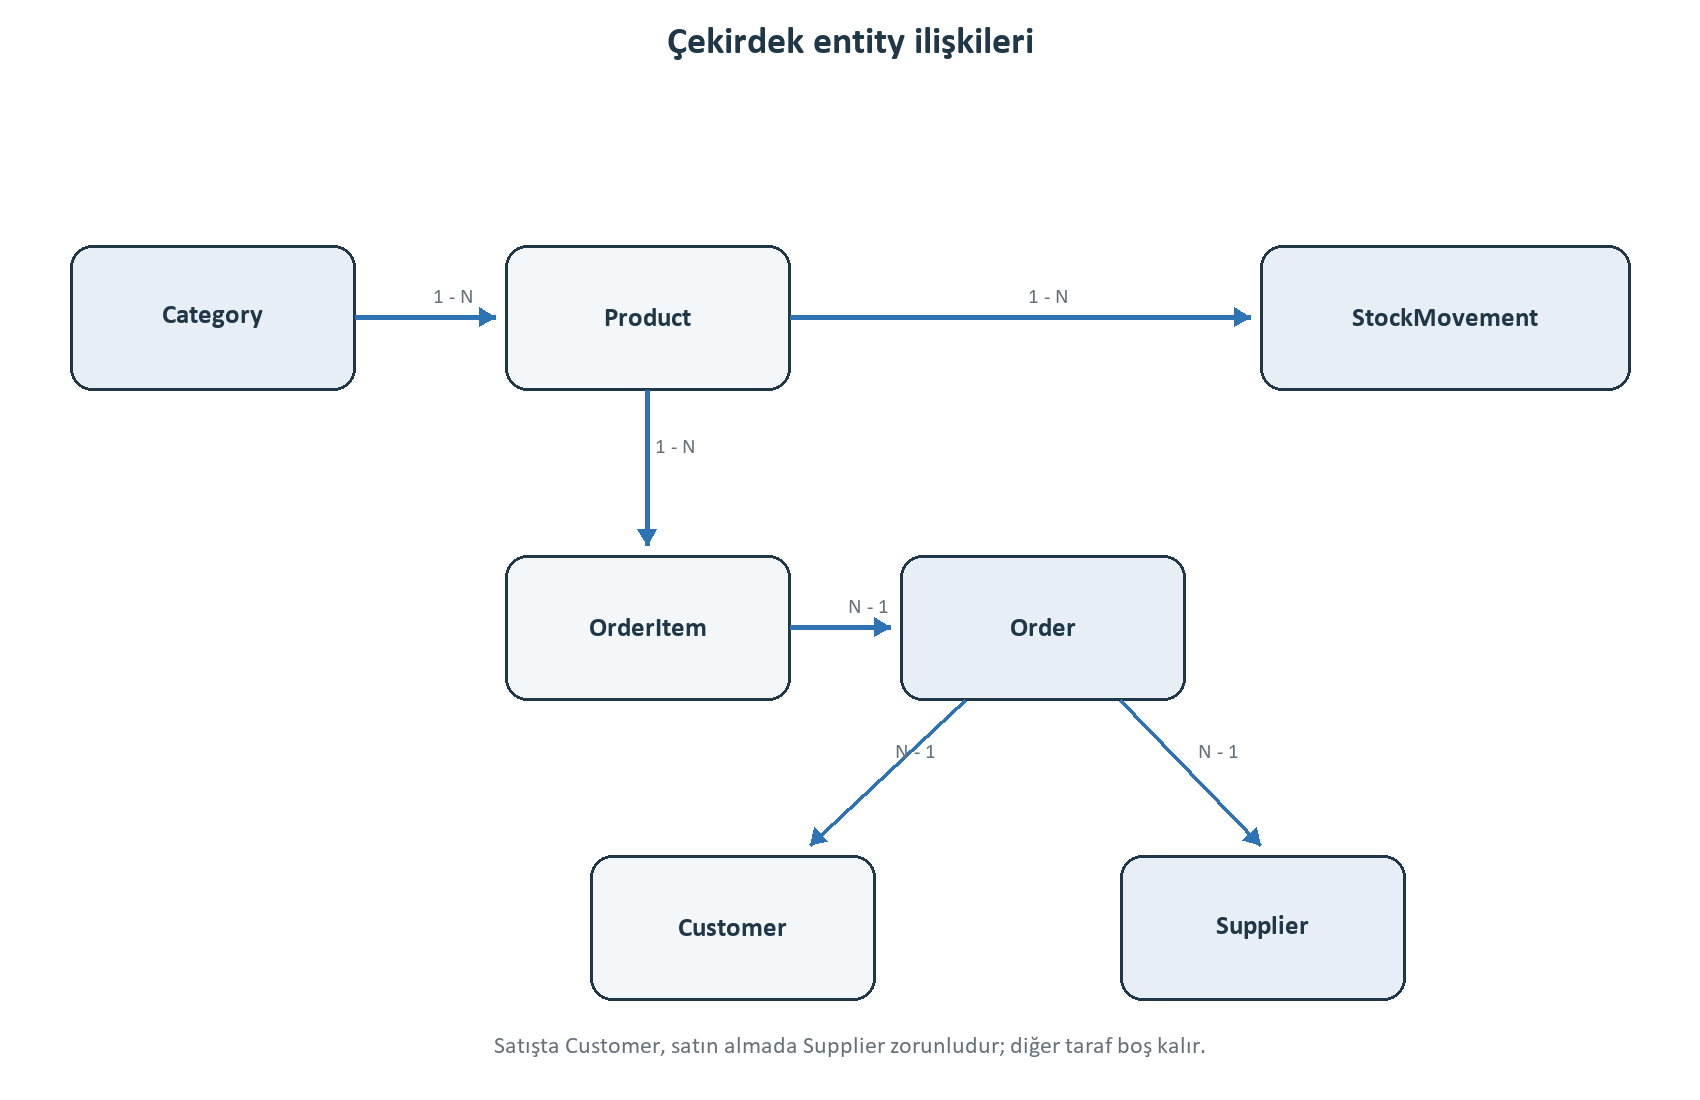 Çekirdek entity ilişkileri
Category
1 - N
Product
1 - N
StockMovement
1 - N
OrderItem
N - 1
Order
N - 1
N - 1
Customer
Supplier
Satışta Customer, satın almada Supplier zorunludur; diğer taraf boş kalır.